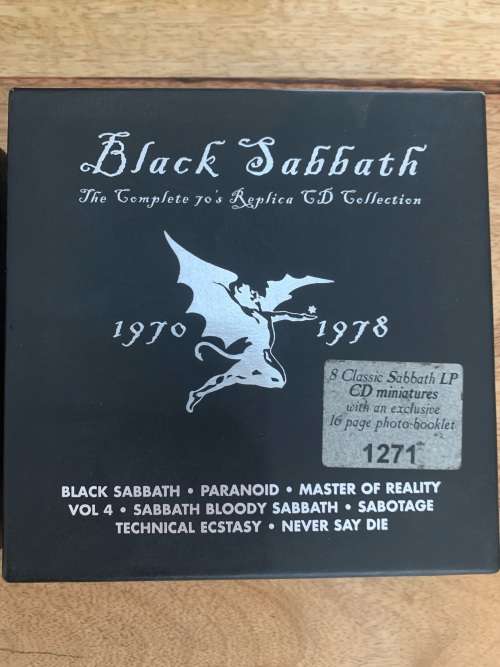 Black Sabbath
The Complete 70's Replica CD Collection
1970 1978
8 Classic Sabbath LP
CD miniatures
with an exclusive
16 page photo-booklet
1271
BLACK SABBATH • PARANOID • MASTER OF REALITY
VOL 4 • SABBATH BLOODY SABBATH • SABOTAGE
TECHNICAL ECSTASY • NEVER SAY DIE